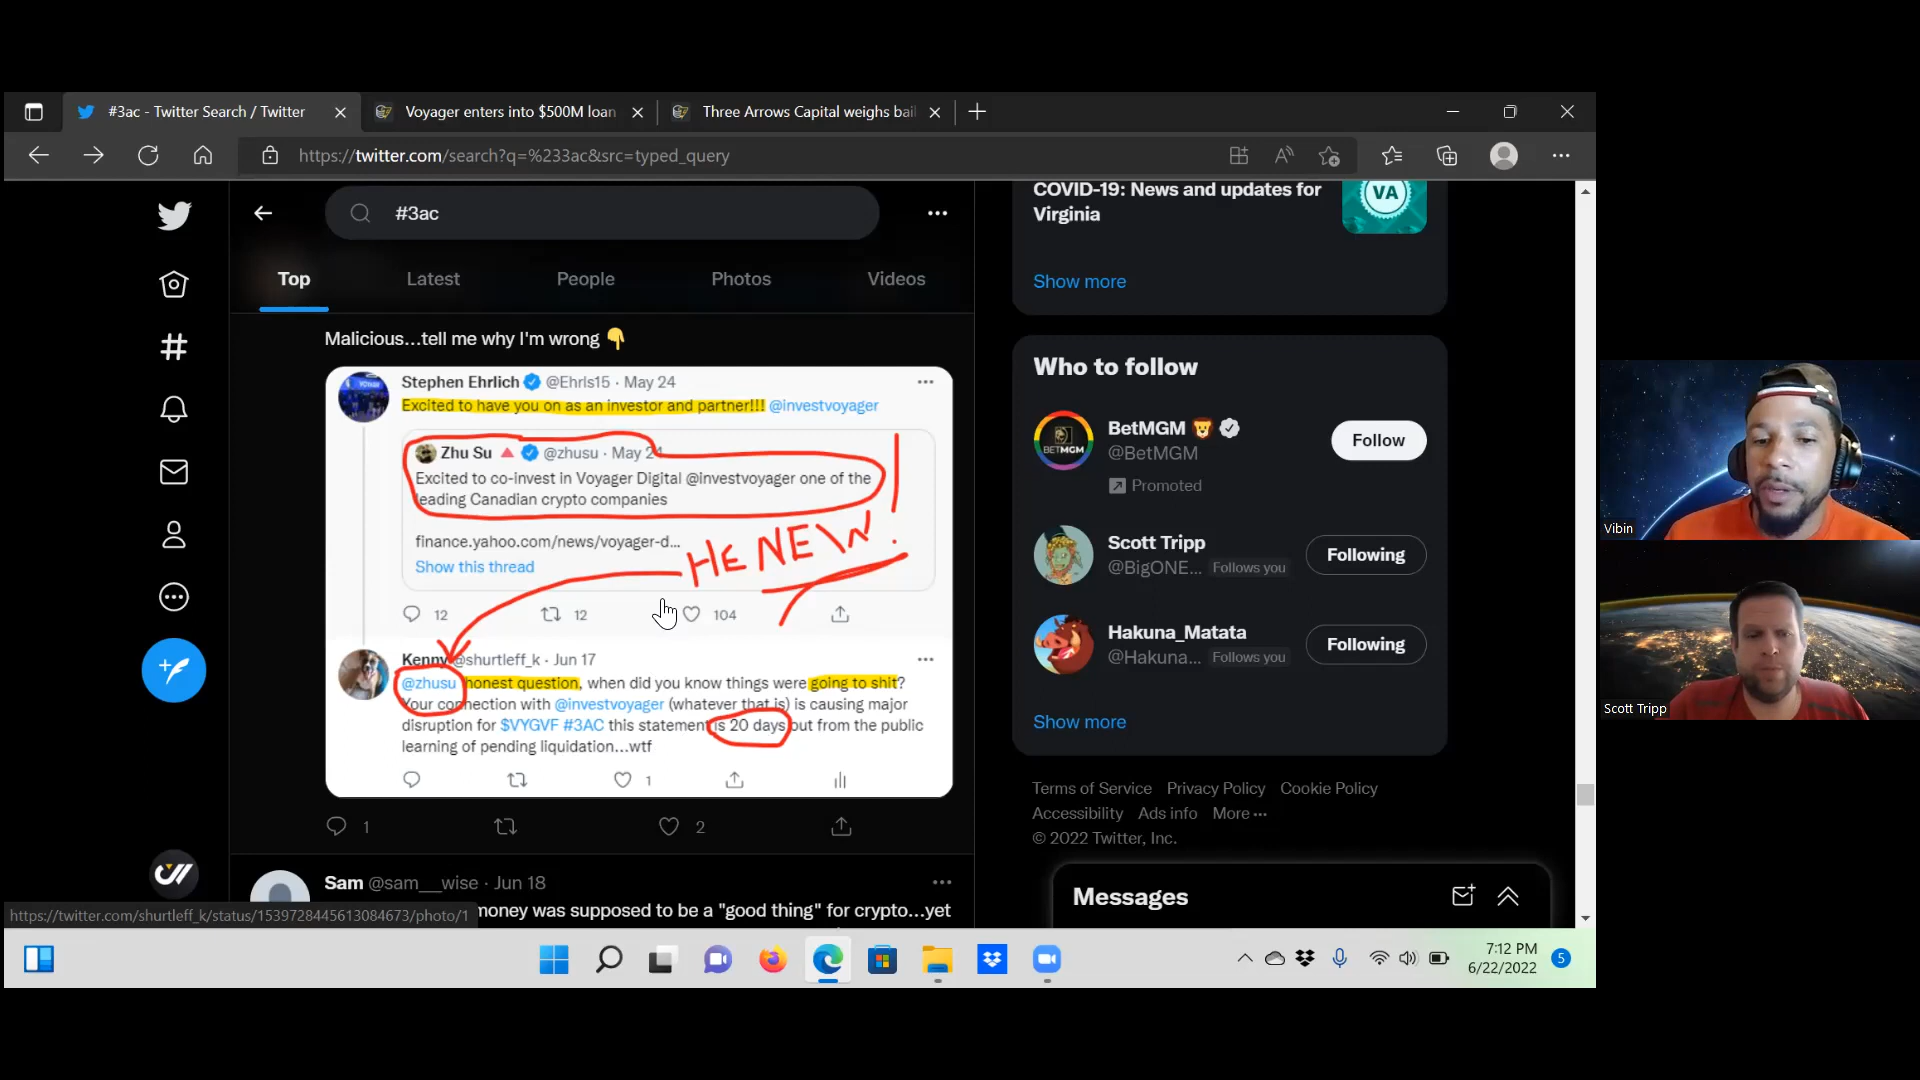 #3ac - Twitter Search / Twitter
Voyager enters into $500M loan
Three Arrows Capital weighs bail
https://twitter.com/search?q=%233ac&src=typed_query
#3ac
Top
Latest
People
Photos
Videos
Malicious...tell me why I'm wrong 👇
Stephen Ehrlich @Ehrls15 · May 24
Excited to have you on as an investor and partner!!! @investvoyager
Zhu Su 🔺 @zhusu · May 24
Excited to co-invest in Voyager Digital @investvoyager one of the
leading Canadian crypto companies
finance.yahoo.com/news/voyager-d...
Show this thread
HE NEW!
12
12
104
Kenny @shurtleff_k · Jun 17
@zhusu honest question, when did you know things were going to shit?
Your connection with @investvoyager (whatever that is) is causing major
disruption for $VYGVF #3AC this statement is 20 days out from the public
learning of pending liquidation...wtf
1
1
2
Sam @sam__wise · Jun 18
money was supposed to be a "good thing" for crypto...yet
https://twitter.com/shurtleff_k/status/1539728445613084673/photo/1
COVID-19: News and updates for
Virginia
VA
Show more
Who to follow
BETMGM
BetMGM 🦁
@BetMGM
Promoted
Follow
Scott Tripp
@BigONE... Follows you
Following
Hakuna_Matata
@Hakuna... Follows you
Following
Show more
Terms of Service Privacy Policy Cookie Policy
Accessibility Ads info More ···
© 2022 Twitter, Inc.
Messages
7:12 PM
6/22/2022
5
Vibin
Scott Tripp